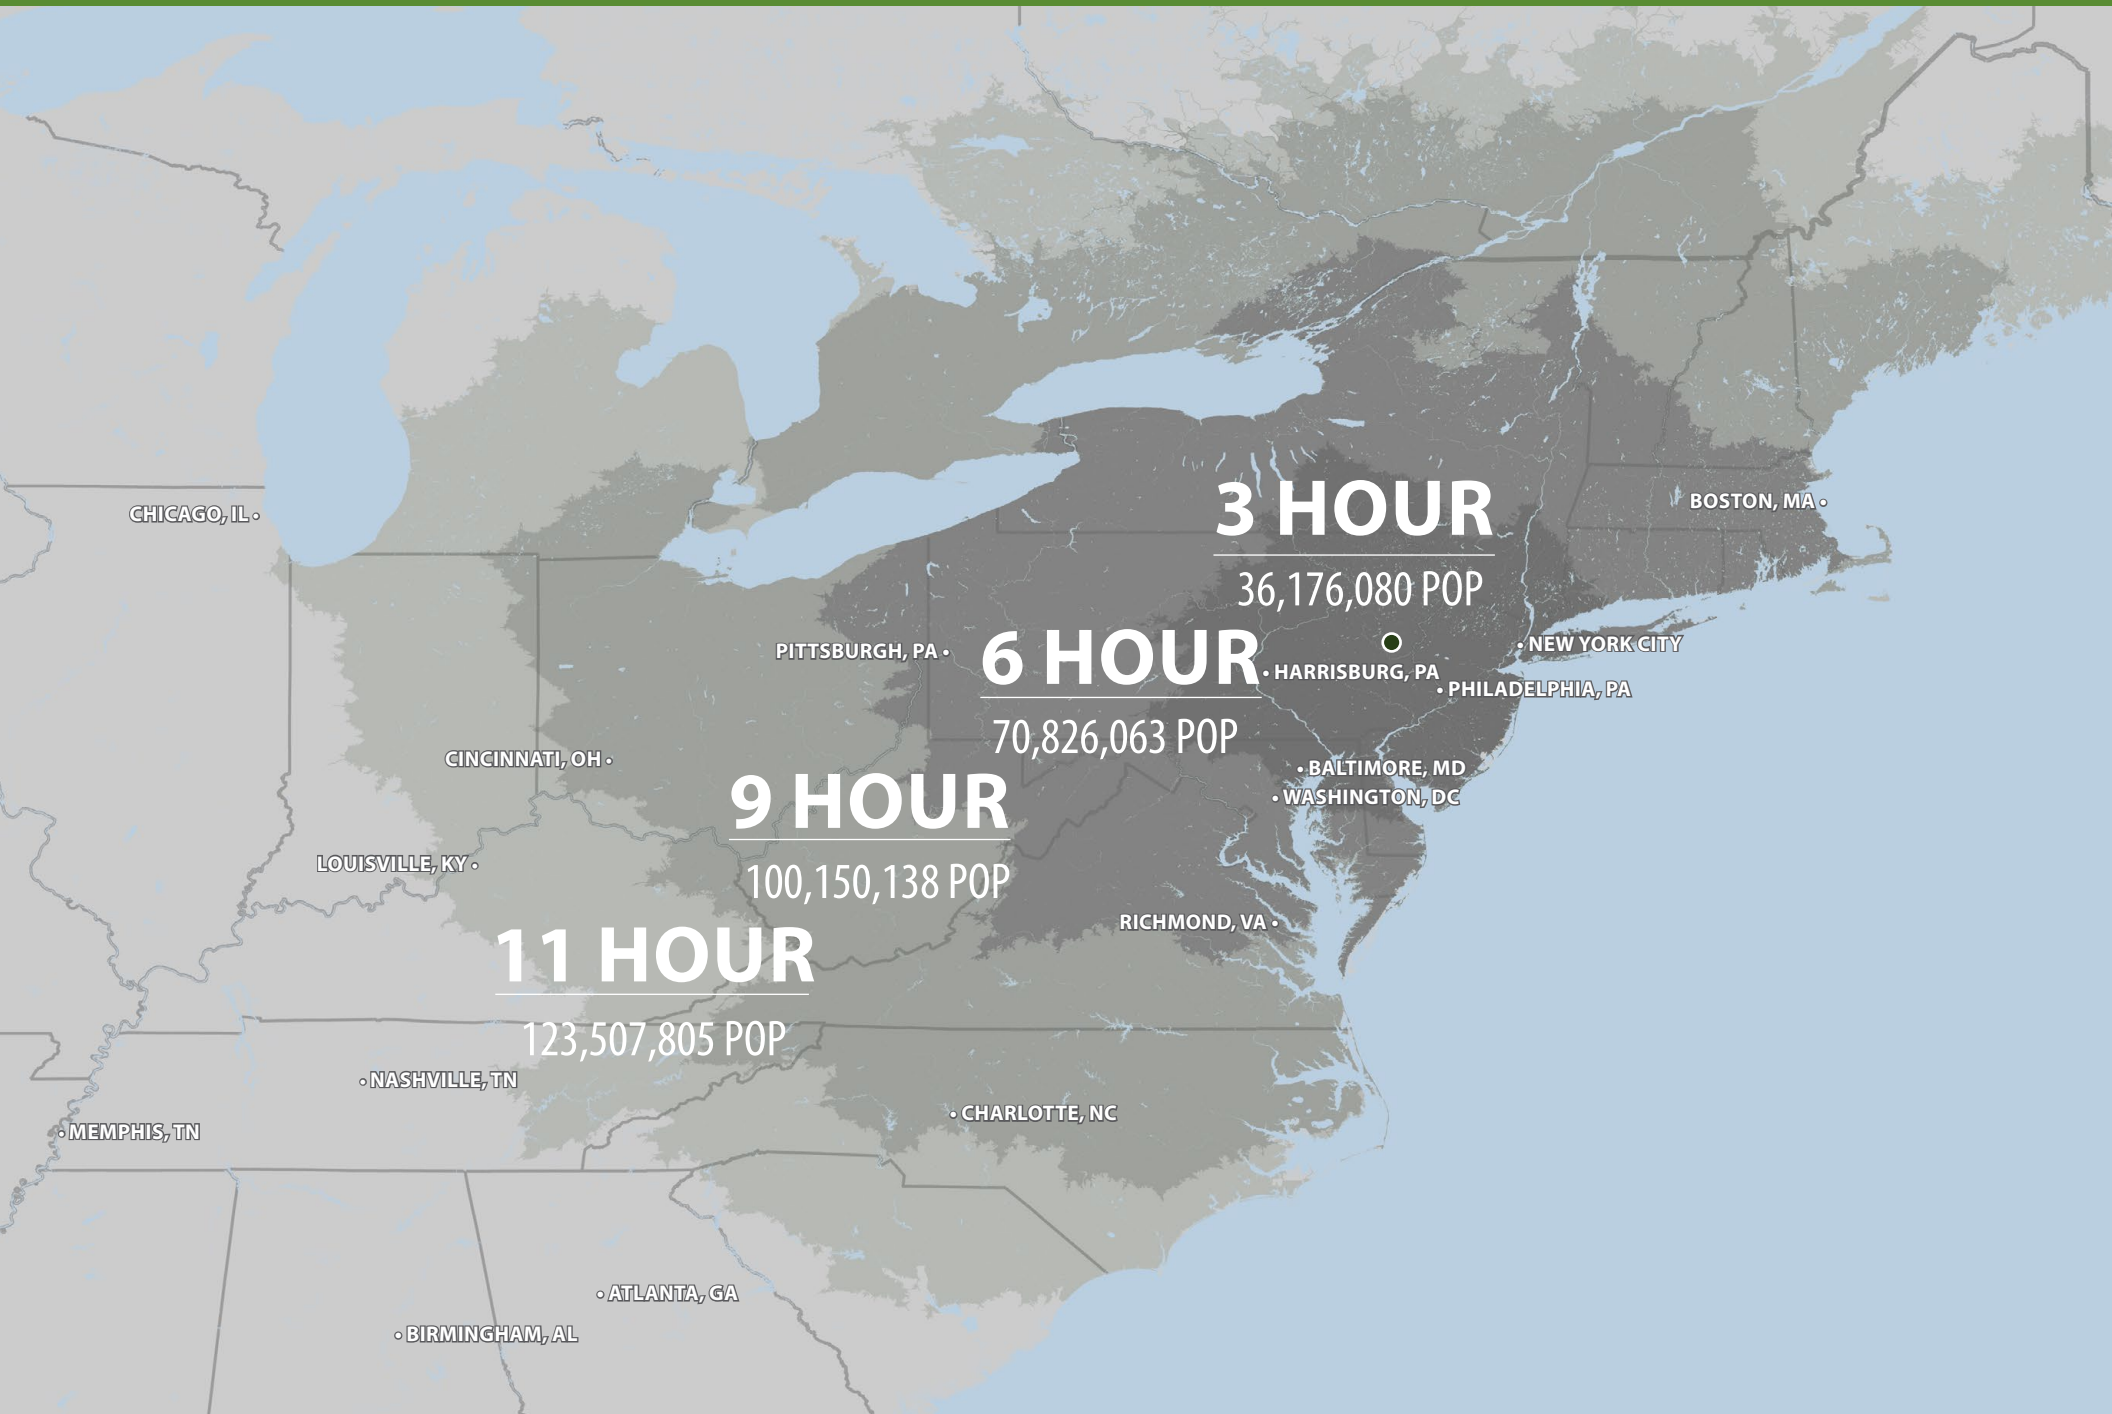 3 HOUR
36,176,080 POP
BOSTON, MA
CHICAGO, IL
6 HOUR
70,826,063 POP
PITTSBURGH, PA
NEW YORK CITY
HARRISBURG, PA
PHILADELPHIA, PA
CINCINNATI, OH
9 HOUR
100,150,138 POP
BALTIMORE, MD
WASHINGTON, DC
LOUISVILLE, KY
RICHMOND, VA
11 HOUR
123,507,805 POP
NASHVILLE, TN
CHARLOTTE, NC
MEMPHIS, TN
ATLANTA, GA
BIRMINGHAM, AL